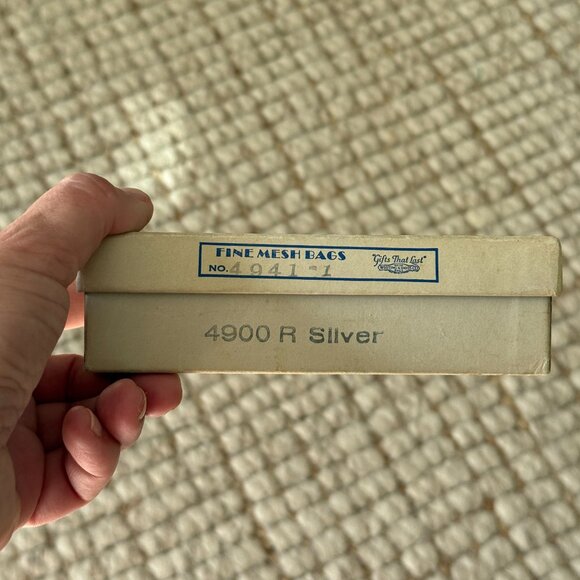 FINE MESH BAGS
NO. 4941-1
"Gifts That Last"
4900 R Silver